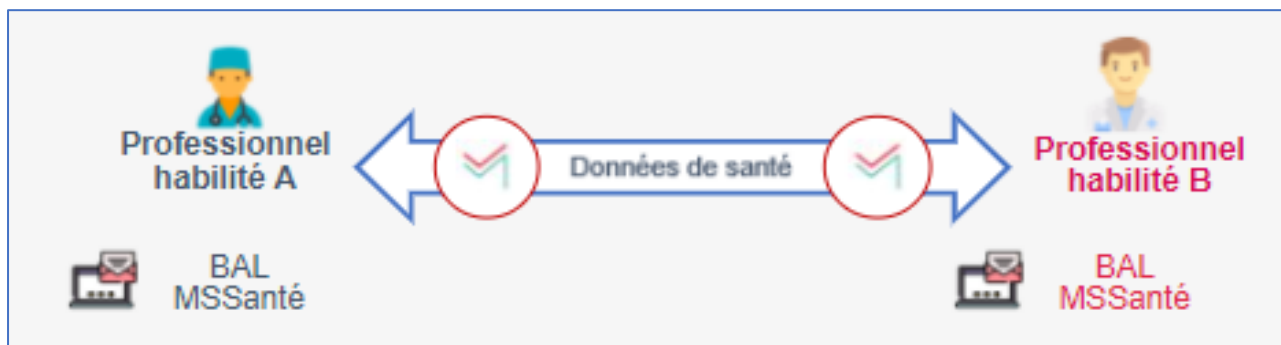 Professionnel
habilité A
Données de santé
Professionnel
habilité B
BAL
MSSanté
BAL
MSSanté